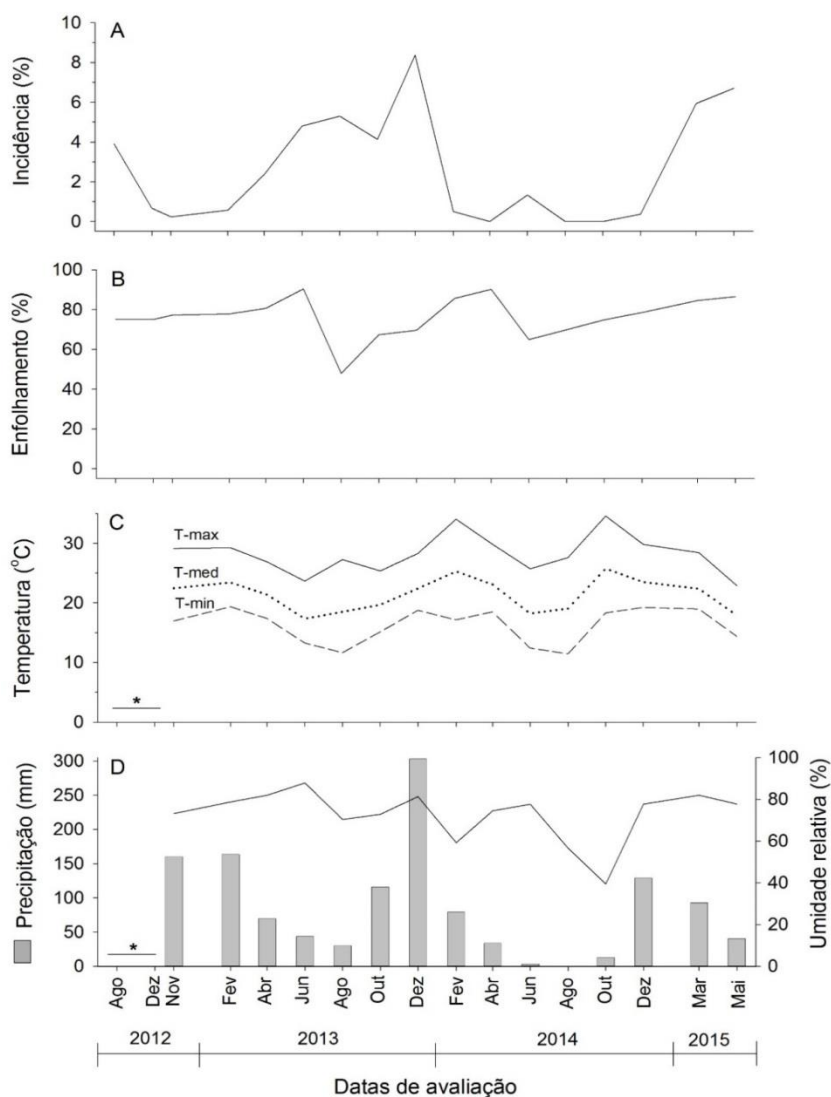 A
Incidência (%)
10
8
6
4
2
0
B
Enfolhamento (%)
100
80
60
40
20
0
C
Temperatura (ºC)
30
20
10
0
T-max
T-med
T-min
*
D
Precipitação (mm)
300
250
200
150
100
50
0
*
Umidade relativa (%)
100
80
60
40
20
0
Ago Dez Nov Fev Abr Jun Ago Out Dez Fev Abr Jun Ago Out Dez Mar Mai
2012 2013 2014 2015
Datas de avaliação